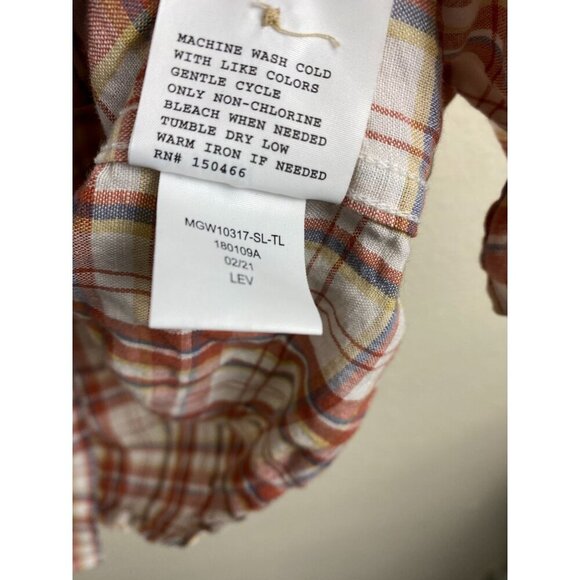 MACHINE WASH COLD
WITH LIKE COLORS
GENTLE CYCLE
ONLY NON-CHLORINE
BLEACH WHEN NEEDED
TUMBLE DRY LOW
WARM IRON IF NEEDED
RN# 150466
MGW10317-SL-TL
180109A
02/21
LEV